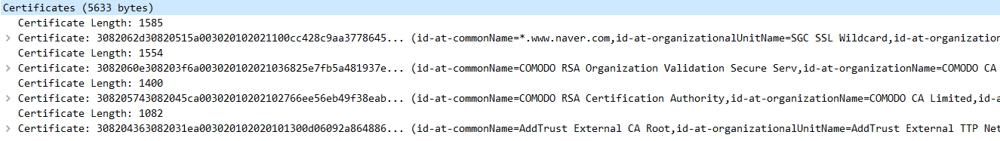 Certificates (5633 bytes)
Certificate Length: 1585
Certificate: 3082062d30820515a003020102021100cc428c9aa3778645... (id-at-commonName=*.www.naver.com,id-at-organizationalUnitName=SGC SSL Wildcard,id-at-organization
Certificate Length: 1554
Certificate: 3082060e308203f6a003020102021036825e7fb5a481937e... (id-at-commonName=COMODO RSA Organization Validation Secure Serv,id-at-organizationName=COMODO CA
Certificate Length: 1400
Certificate: 308205743082045ca00302010202102766ee56eb49f38eab... (id-at-commonName=COMODO RSA Certification Authority,id-at-organizationName=COMODO CA Limited,id-a
Certificate Length: 1082
Certificate: 308204363082031ea003020102020101300d06092a864886... (id-at-commonName=AddTrust External CA Root,id-at-organizationalUnitName=AddTrust External TTP Net